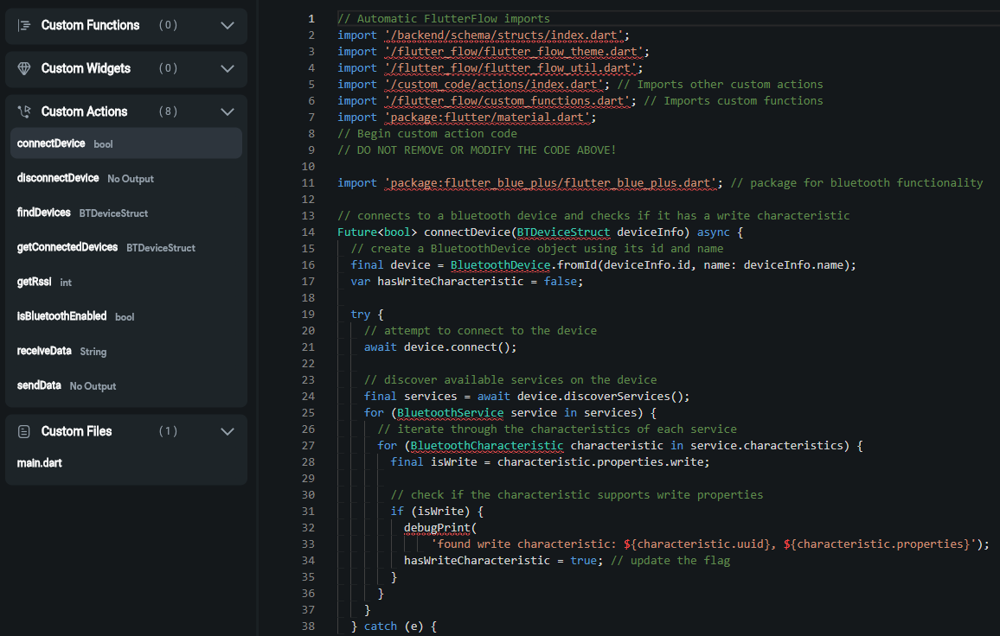 Custom Functions (0)
Custom Widgets (0)
Custom Actions (8)
connectDevice bool
disconnectDevice No Output
findDevices BTDeviceStruct
getConnectedDevices BTDeviceStruct
getRssi int
isBluetoothEnabled bool
receiveData String
sendData No Output
Custom Files (1)
main.dart
1 // Automatic FlutterFlow imports
2 import '/backend/schema/structs/index.dart';
3 import '/flutter_flow/flutter_flow_theme.dart';
4 import '/flutter_flow/flutter_flow_util.dart';
5 import '/custom_code/actions/index.dart'; // Imports other custom actions
6 import '/flutter_flow/custom_functions.dart'; // Imports custom functions
7 import 'package:flutter/material.dart';
8 // Begin custom action code
9 // DO NOT REMOVE OR MODIFY THE CODE ABOVE!
10
11 import 'package:flutter_blue_plus/flutter_blue_plus.dart'; // package for bluetooth functionality
12
13 // connects to a bluetooth device and checks if it has a write characteristic
14 Future<bool> connectDevice(BTDeviceStruct deviceInfo) async {
15   // create a BluetoothDevice object using its id and name
16   final device = BluetoothDevice.fromId(deviceInfo.id, name: deviceInfo.name);
17   var hasWriteCharacteristic = false;
18
19   try {
20     // attempt to connect to the device
21     await device.connect();
22
23     // discover available services on the device
24     final services = await device.discoverServices();
25     for (BluetoothService service in services) {
26       // iterate through the characteristics of each service
27       for (BluetoothCharacteristic characteristic in service.characteristics) {
28         final isWrite = characteristic.properties.write;
29
30         // check if the characteristic supports write properties
31         if (isWrite) {
32           debugPrint(
33               'found write characteristic: ${characteristic.uuid}, ${characteristic.properties}');
34           hasWriteCharacteristic = true; // update the flag
35         }
36       }
37     }
38   } catch (e) {